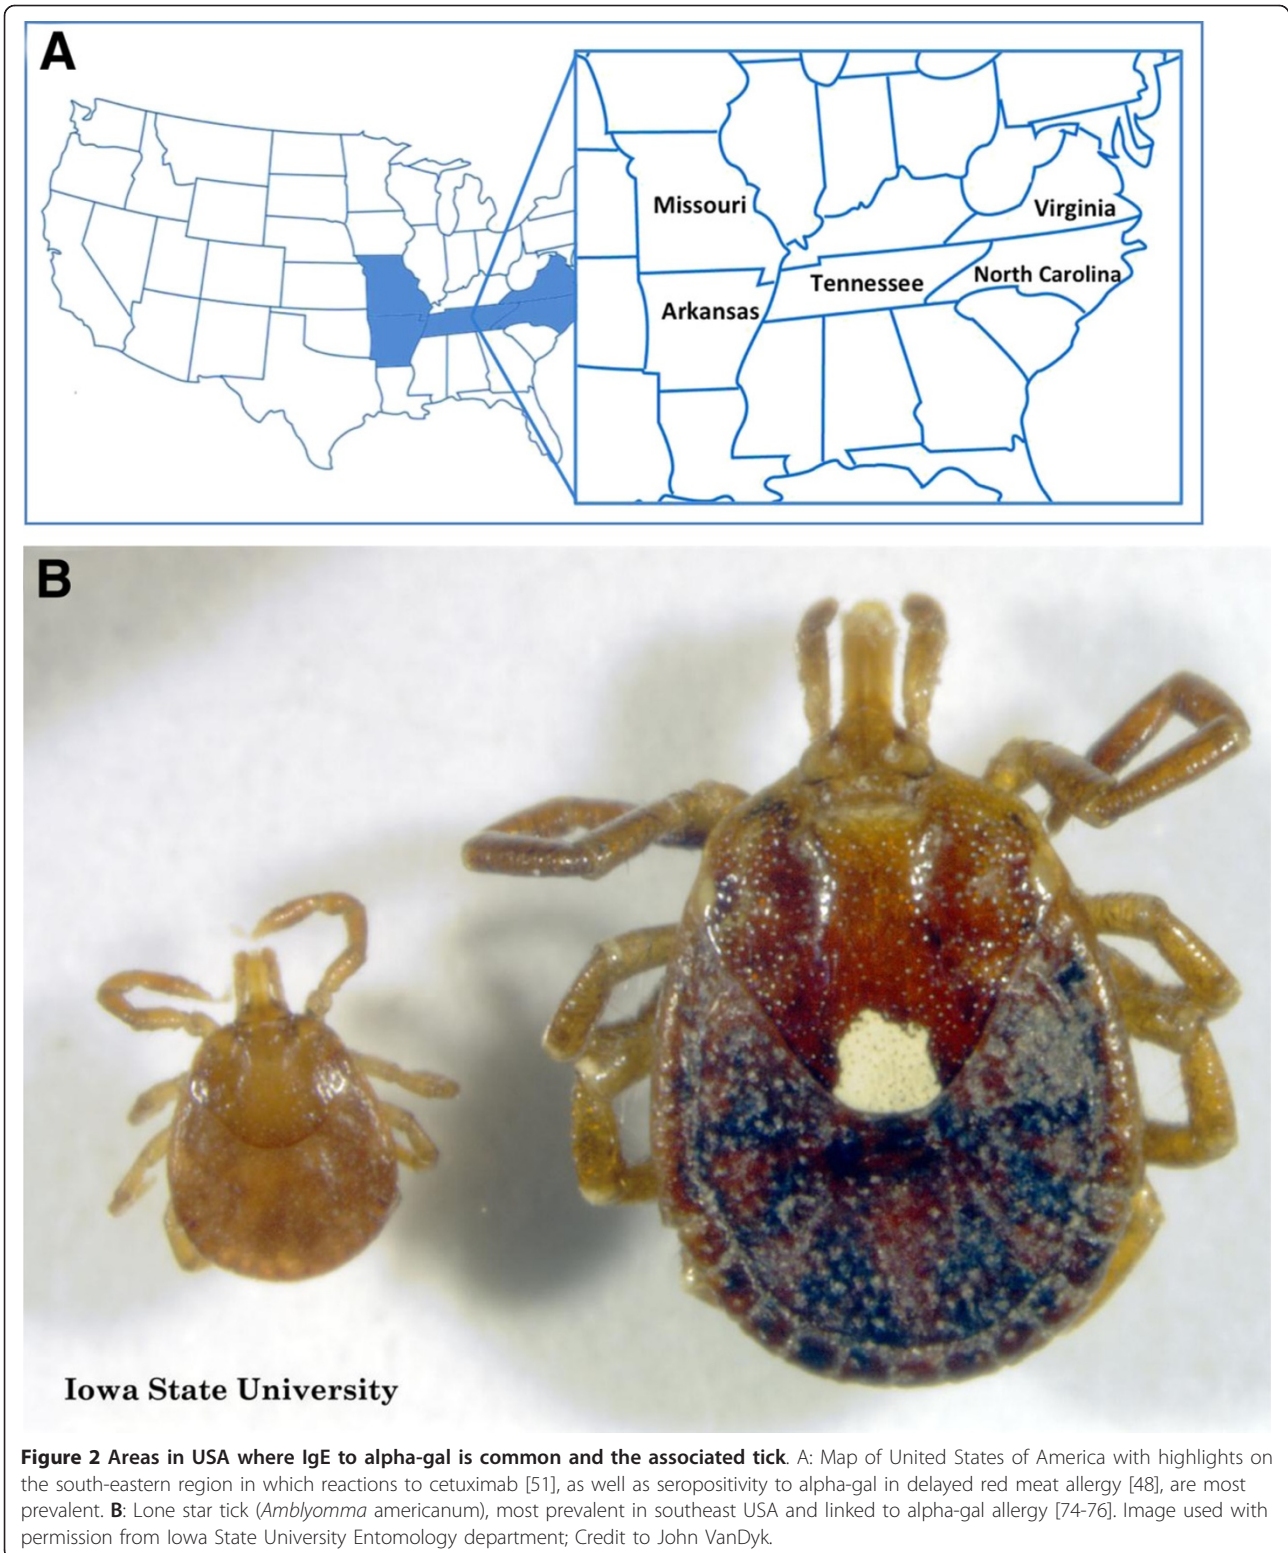 A
Missouri
Virginia
Tennessee
North Carolina
Arkansas
B
Iowa State University
Figure 2 Areas in USA where IgE to alpha-gal is common and the associated tick. A: Map of United States of America with highlights on
the south-eastern region in which reactions to cetuximab [51], as well as seropositivity to alpha-gal in delayed red meat allergy [48], are most
prevalent. B: Lone star tick (Amblyomma americanum), most prevalent in southeast USA and linked to alpha-gal allergy [74-76]. Image used with
permission from Iowa State University Entomology department; Credit to John VanDyk.